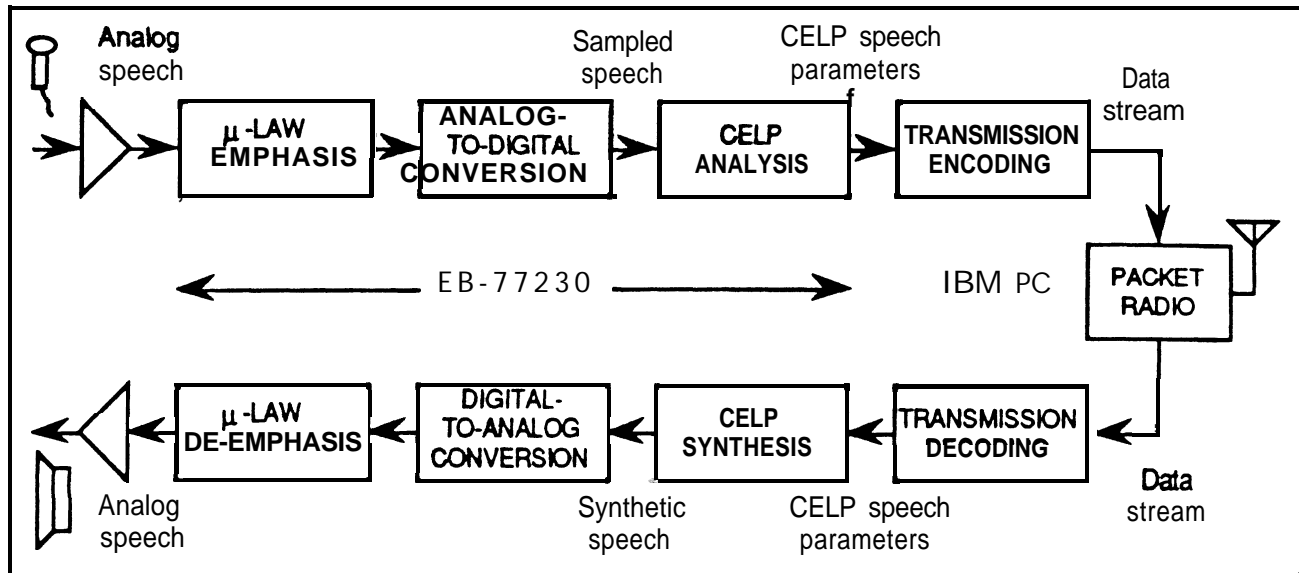 Analog
speech
Sampled
speech
CELP speech
parameters
Data
stream
μ-LAW
EMPHASIS
ANALOG-
TO-DIGITAL
CONVERSION
CELP
ANALYSIS
TRANSMISSION
ENCODING
EB-77230
IBM PC
PACKET
RADIO
μ-LAW
DE-EMPHASIS
DIGITAL-
TO-ANALOG
CONVERSION
CELP
SYNTHESIS
TRANSMISSION
DECODING
Analog
speech
Synthetic
speech
CELP speech
parameters
Data
stream